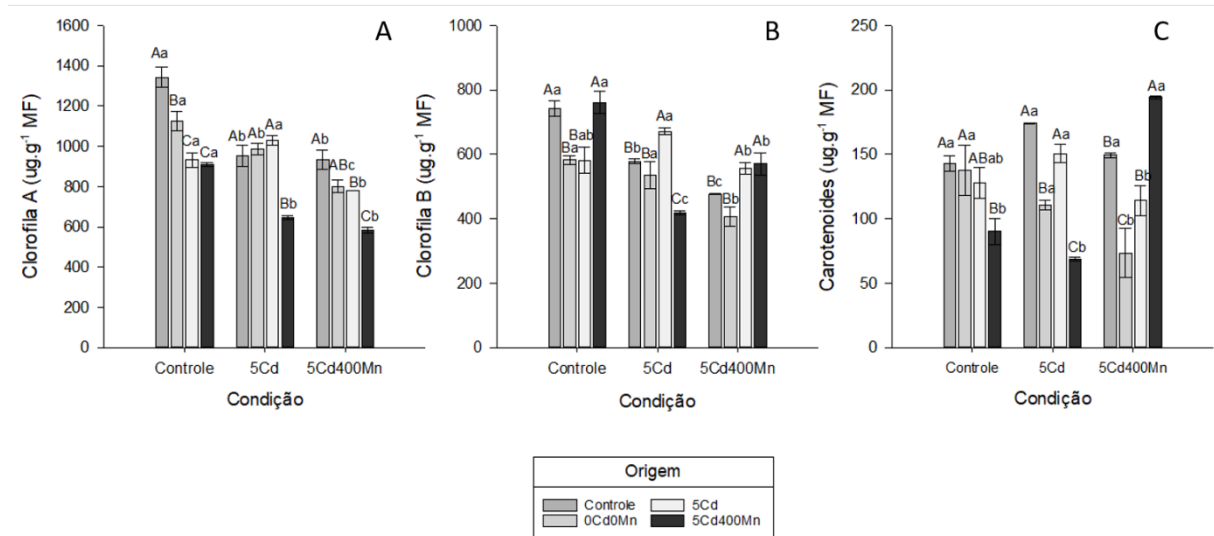 A
1600
1400
1200
1000
800
600
400
200
0
Clorofila A (ug.g-1 MF)
Aa
Ba
Ca
Ca
Ab
Ab
Aa
Bb
Ab
ABc
Bb
Cb
Controle 5Cd 5Cd400Mn
Condição
B
1000
800
600
400
200
0
Clorofila B (ug.g-1 MF)
Aa
Ba
Bab
Aa
Bb
Ba
Aa
Cc
Bc
Bb
Ab
Ab
Controle 5Cd 5Cd400Mn
Condição
C
250
200
150
100
50
0
Carotenoides (ug.g-1 MF)
Aa
Aa
ABab
Bb
Aa
Ba
Aa
Cb
Ba
Cb
Bb
Aa
Controle 5Cd 5Cd400Mn
Condição
Origem
Controle 5Cd
0Cd0Mn 5Cd400Mn